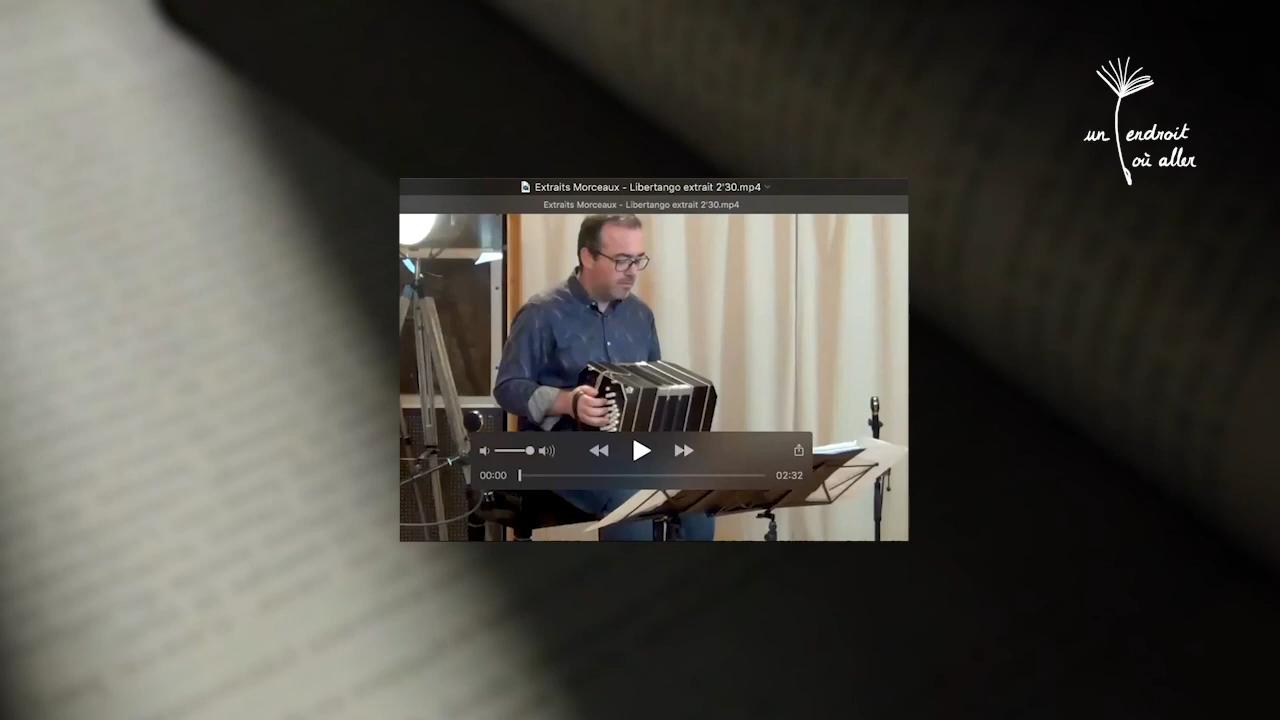 un endroit
où aller
Extraits Morceaux - Libertango extrait 2'30.mp4
Extraits Morceaux - Libertango extrait 2'30.mp4
00:00
02:32